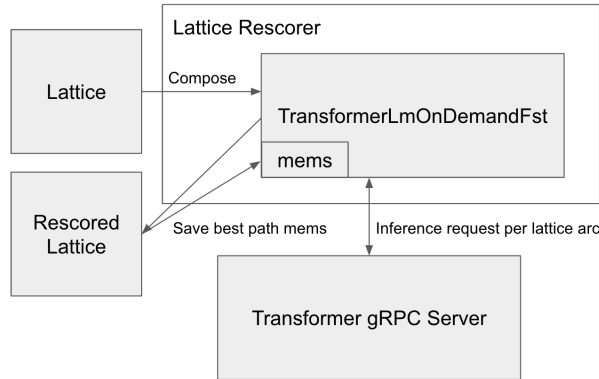 Lattice Rescorer
Lattice
Compose
TransformerLmOnDemandFst
mems
Rescored
Lattice
Save best path mems
Inference request per lattice arc
Transformer gRPC Server